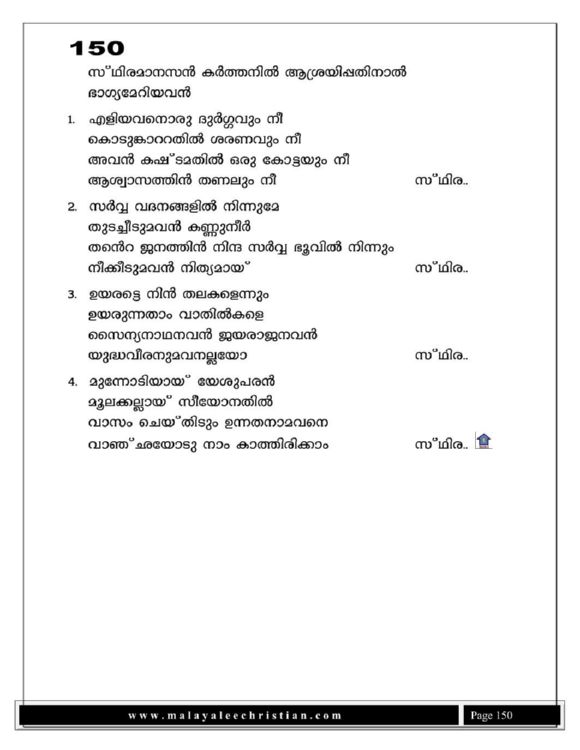 150
സ്ഥിരമാനസൻ കർത്തനിൽ ആശ്രയിപ്പതിനാൽ
ഭാഗ്യമേറിയവൻ
1. എളിയവനൊരു ദുർഗ്ഗവും നീ
കൊടുങ്കാററതിൽ ശരണവും നീ
അവൻ കഷ്ടമതിൽ ഒരു കോട്ടയും നീ
ആശ്വാസത്തിൻ തണലും നീ സ്ഥിര..
2. സർവ്വ വദനങ്ങളിൽ നിന്നുമേ
തുടച്ചീടുമവൻ കണ്ണുനീർ
തൻെറ ജനത്തിൻ നിന്ദ സർവ്വ ഭൂവിൽ നിന്നും
നീക്കീടുമവൻ നിത്യമായ് സ്ഥിര..
3. ഉയരട്ടെ നിൻ തലകളെന്നും
ഉയരുന്നതാം വാതിൽകളെ
സൈന്യനാഥനവൻ ജയരാജനവൻ
യുദ്ധവീരനുമവനല്ലയോ സ്ഥിര..
4. മുന്നോടിയായ് യേശുപരൻ
മൂലക്കല്ലായ് സീയോനതിൽ
വാസം ചെയ്തിടും ഉന്നതനാമവനെ
വാഞ്ഛയോടു നാം കാത്തിരിക്കാം സ്ഥിര..
www.malayaleechristian.com Page 150